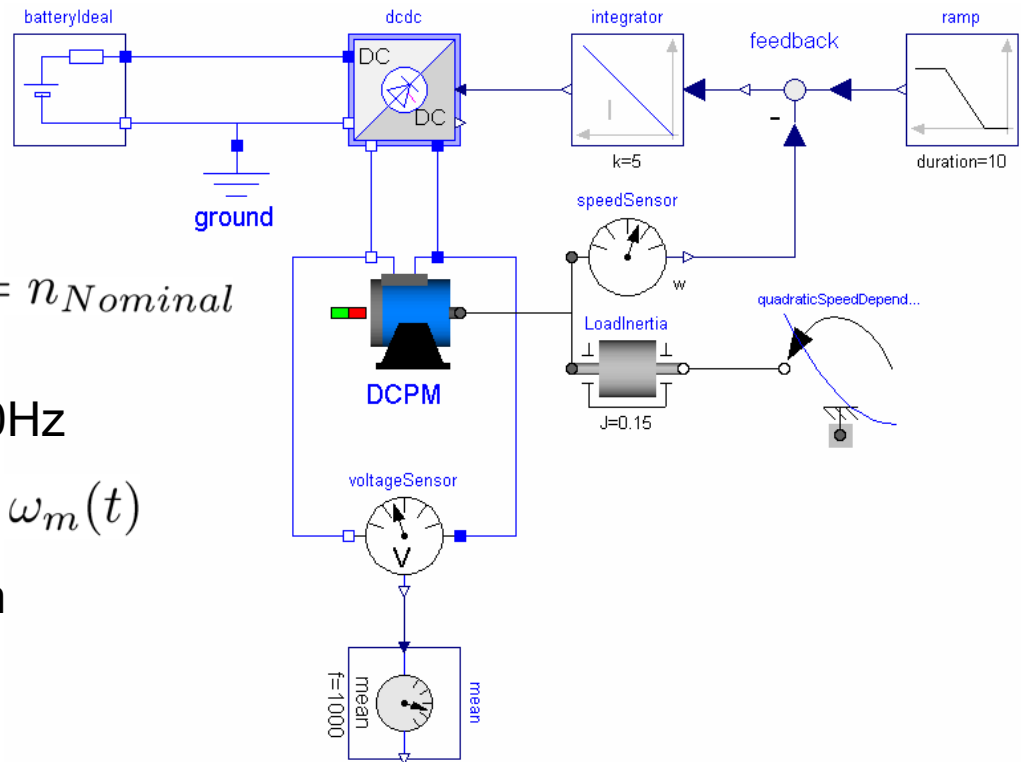 batteryIdeal
dcdc
integrator
ramp
feedback
DC
DC
I
-
k=5
duration=10
ground
speedSensor
w
= n_{Nominal}
quadraticSpeedDepend...
LoadInertia
DCPM
J=0.15
0Hz
voltageSensor
ω_m(t)
V
n
mean
f=1000
mean